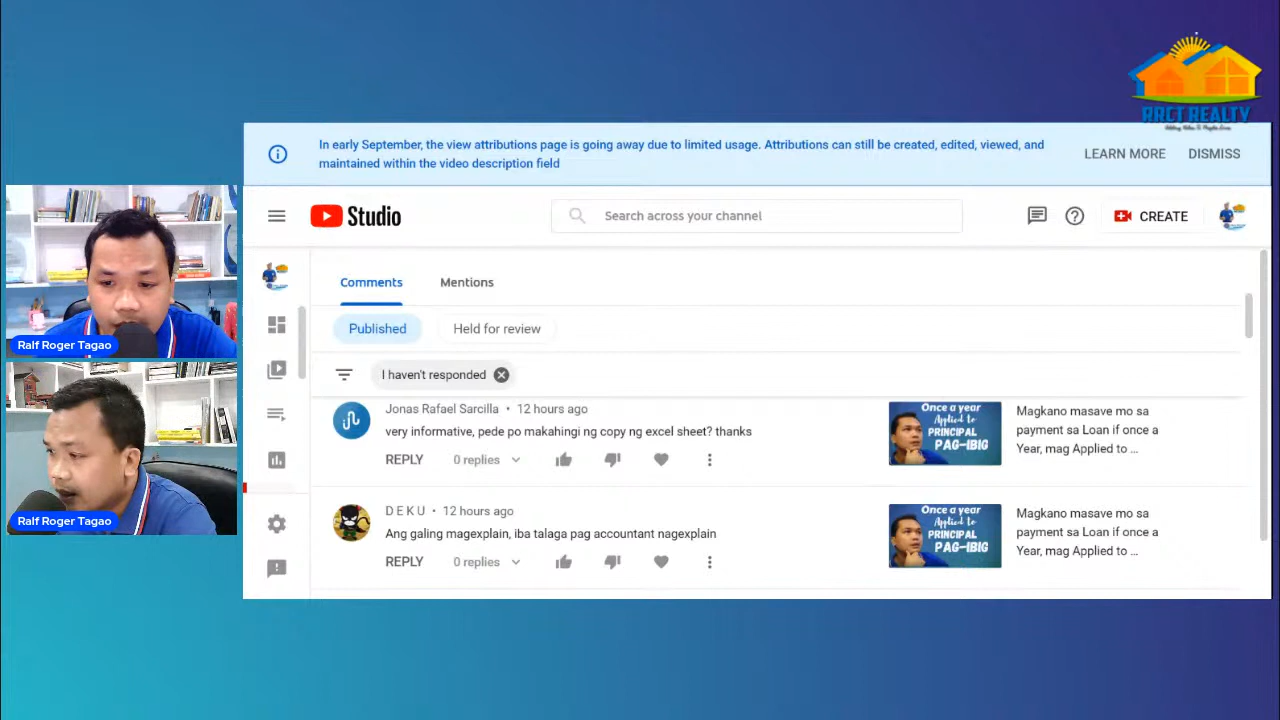 RRCT REALTY
In early September, the view attributions page is going away due to limited usage. Attributions can still be created, edited, viewed, and
maintained within the video description field
LEARN MORE
DISMISS
Studio
Search across your channel
CREATE
Comments
Mentions
Published
Held for review
I haven't responded
Jonas Rafael Sarcilla • 12 hours ago
very informative, pede po makahingi ng copy ng excel sheet? thanks
REPLY
0 replies
Once a year
Applied to
PRINCIPAL
PAG-IBIG
Magkano masave mo sa
payment sa Loan if once a
Year, mag Applied to ...
D E K U • 12 hours ago
Ang galing magexplain, iba talaga pag accountant nagexplain
REPLY
0 replies
Once a year
Applied to
PRINCIPAL
PAG-IBIG
Magkano masave mo sa
payment sa Loan if once a
Year, mag Applied to ...
Ralf Roger Tagao
Ralf Roger Tagao